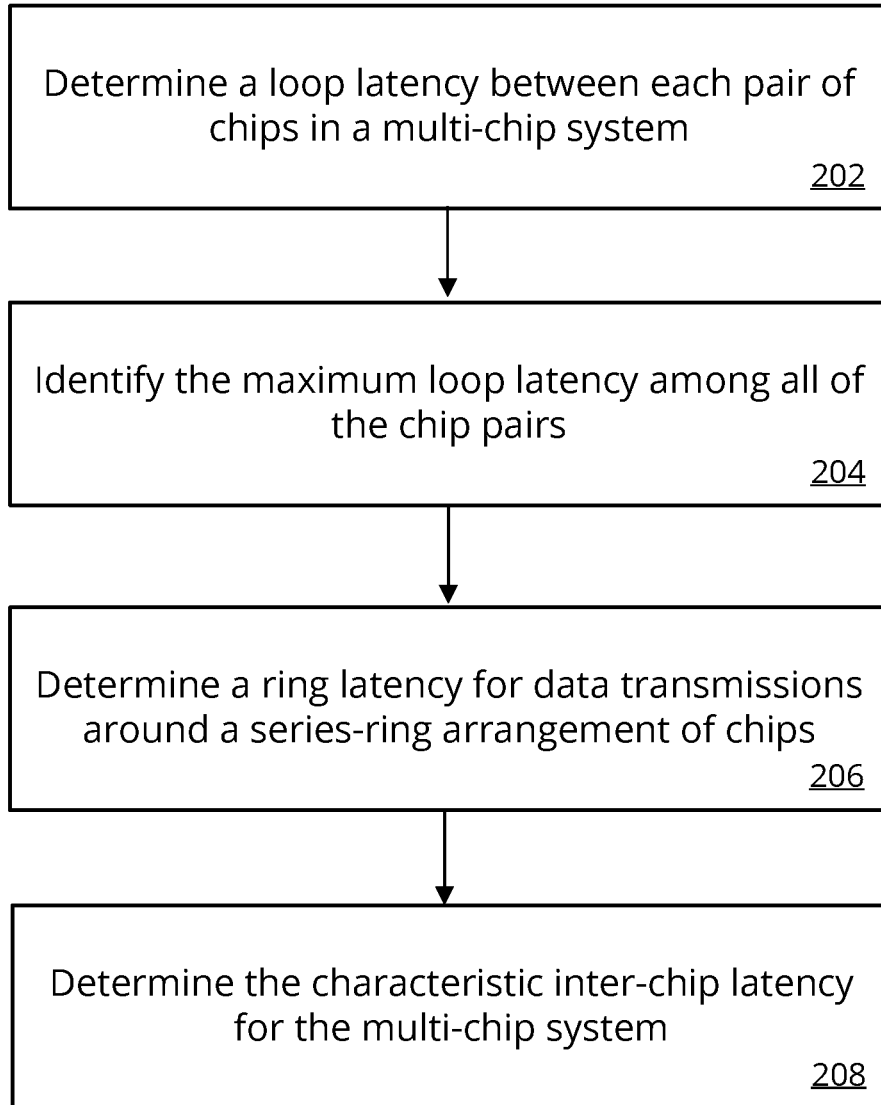 Determine a loop latency between each pair of
chips in a multi-chip system
202
Identify the maximum loop latency among all of
the chip pairs
204
Determine a ring latency for data transmissions
around a series-ring arrangement of chips
206
Determine the characteristic inter-chip latency
for the multi-chip system
208